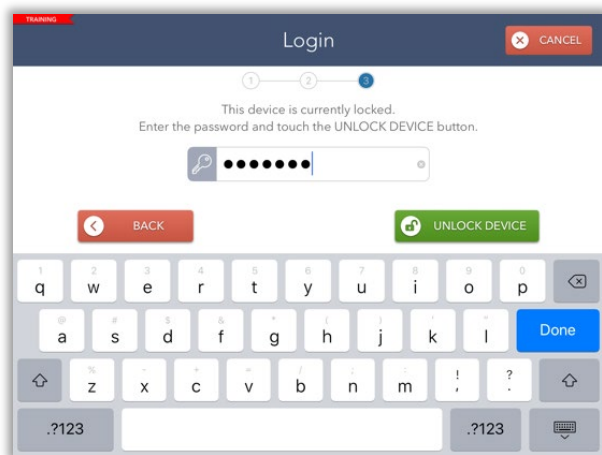 TRAINING
Login
CANCEL
1 2 3
This device is currently locked.
Enter the password and touch the UNLOCK DEVICE button.
BACK
UNLOCK DEVICE
1 2 3 4 5 6 7 8 9 0
q w e r t y u i o p
@ # $ & * ( ) ' "
a s d f g h j k l Done
% - + = / ; : ! ?
z x c v b n m , .
.?123 .?123